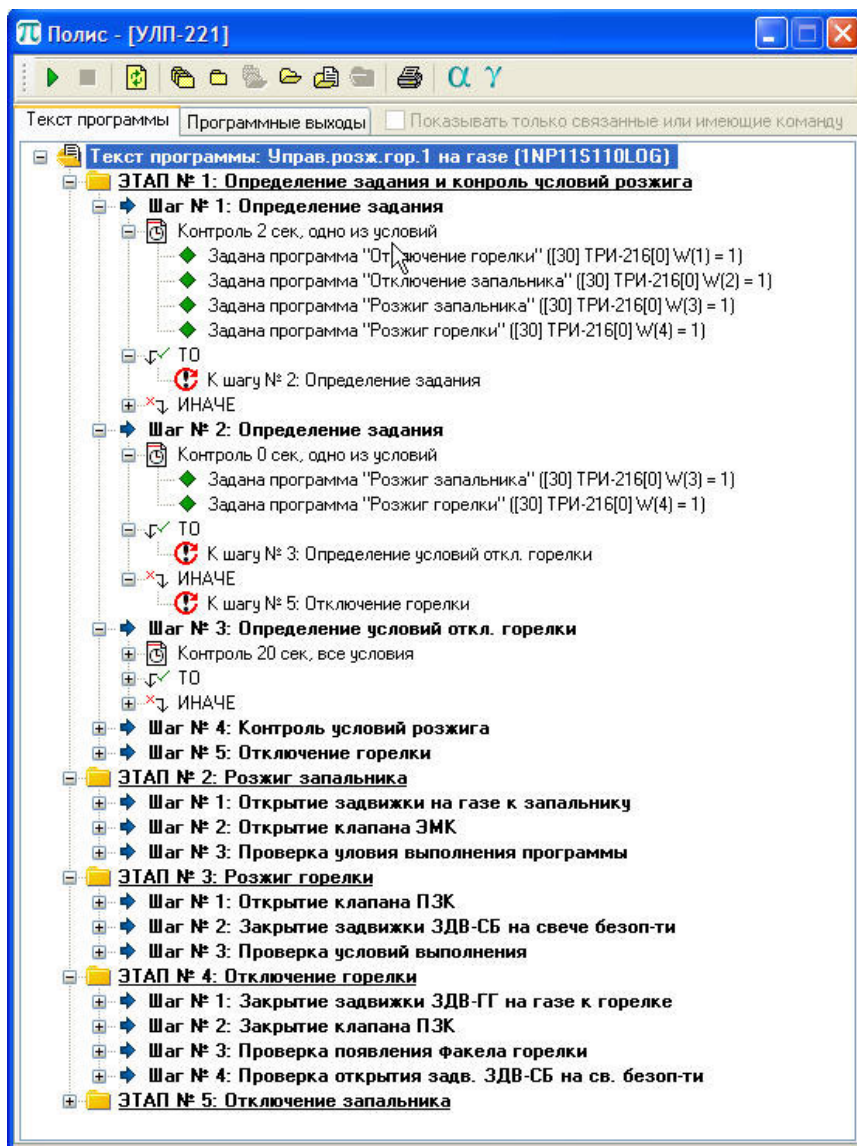 Полис - [УЛП-221]
α γ
Текст программы Программные выходы Показывать только связанные или имеющие команду
Текст программы: Управ.розж.гор.1 на газе (1NP11S110LOG)
ЭТАП № 1: Определение задания и конроль условий розжига
Шаг № 1: Определение задания
Контроль 2 сек, одно из условий
Задана программа "Отключение горелки" ([30] ТРИ-216[0] W(1) = 1)
Задана программа "Отключение запальника" ([30] ТРИ-216[0] W(2) = 1)
Задана программа "Розжиг запальника" ([30] ТРИ-216[0] W(3) = 1)
Задана программа "Розжиг горелки" ([30] ТРИ-216[0] W(4) = 1)
ТО
К шагу № 2: Определение задания
ИНАЧЕ
Шаг № 2: Определение задания
Контроль 0 сек, одно из условий
Задана программа "Розжиг запальника" ([30] ТРИ-216[0] W(3) = 1)
Задана программа "Розжиг горелки" ([30] ТРИ-216[0] W(4) = 1)
ТО
К шагу № 3: Определение условий откл. горелки
ИНАЧЕ
К шагу № 5: Отключение горелки
Шаг № 3: Определение условий откл. горелки
Контроль 20 сек, все условия
ТО
ИНАЧЕ
Шаг № 4: Контроль условий розжига
Шаг № 5: Отключение горелки
ЭТАП № 2: Розжиг запальника
Шаг № 1: Открытие задвижки на газе к запальнику
Шаг № 2: Открытие клапана ЭМК
Шаг № 3: Проверка уловия выполнения программы
ЭТАП № 3: Розжиг горелки
Шаг № 1: Открытие клапана ПЗК
Шаг № 2: Закрытие задвижки ЗДВ-СБ на свече безоп-ти
Шаг № 3: Проверка условий выполнения
ЭТАП № 4: Отключение горелки
Шаг № 1: Закрытие задвижки ЗДВ-ГГ на газе к горелке
Шаг № 2: Закрытие клапана ПЗК
Шаг № 3: Проверка появления факела горелки
Шаг № 4: Проверка открытия задв. ЗДВ-СБ на св. безоп-ти
ЭТАП № 5: Отключение запальника